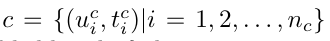 c = {(u_i^c, t_i^c)|i = 1, 2, . . . , n_c}